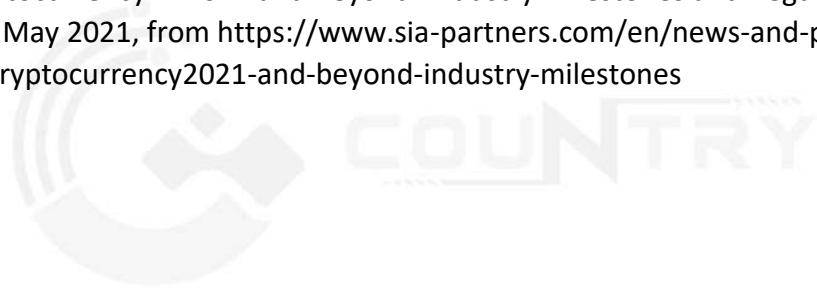 May 2021, from https://www.sia-partners.com/en/news-and-p
ryptocurrency2021-and-beyond-industry-milestones
COUNTRY